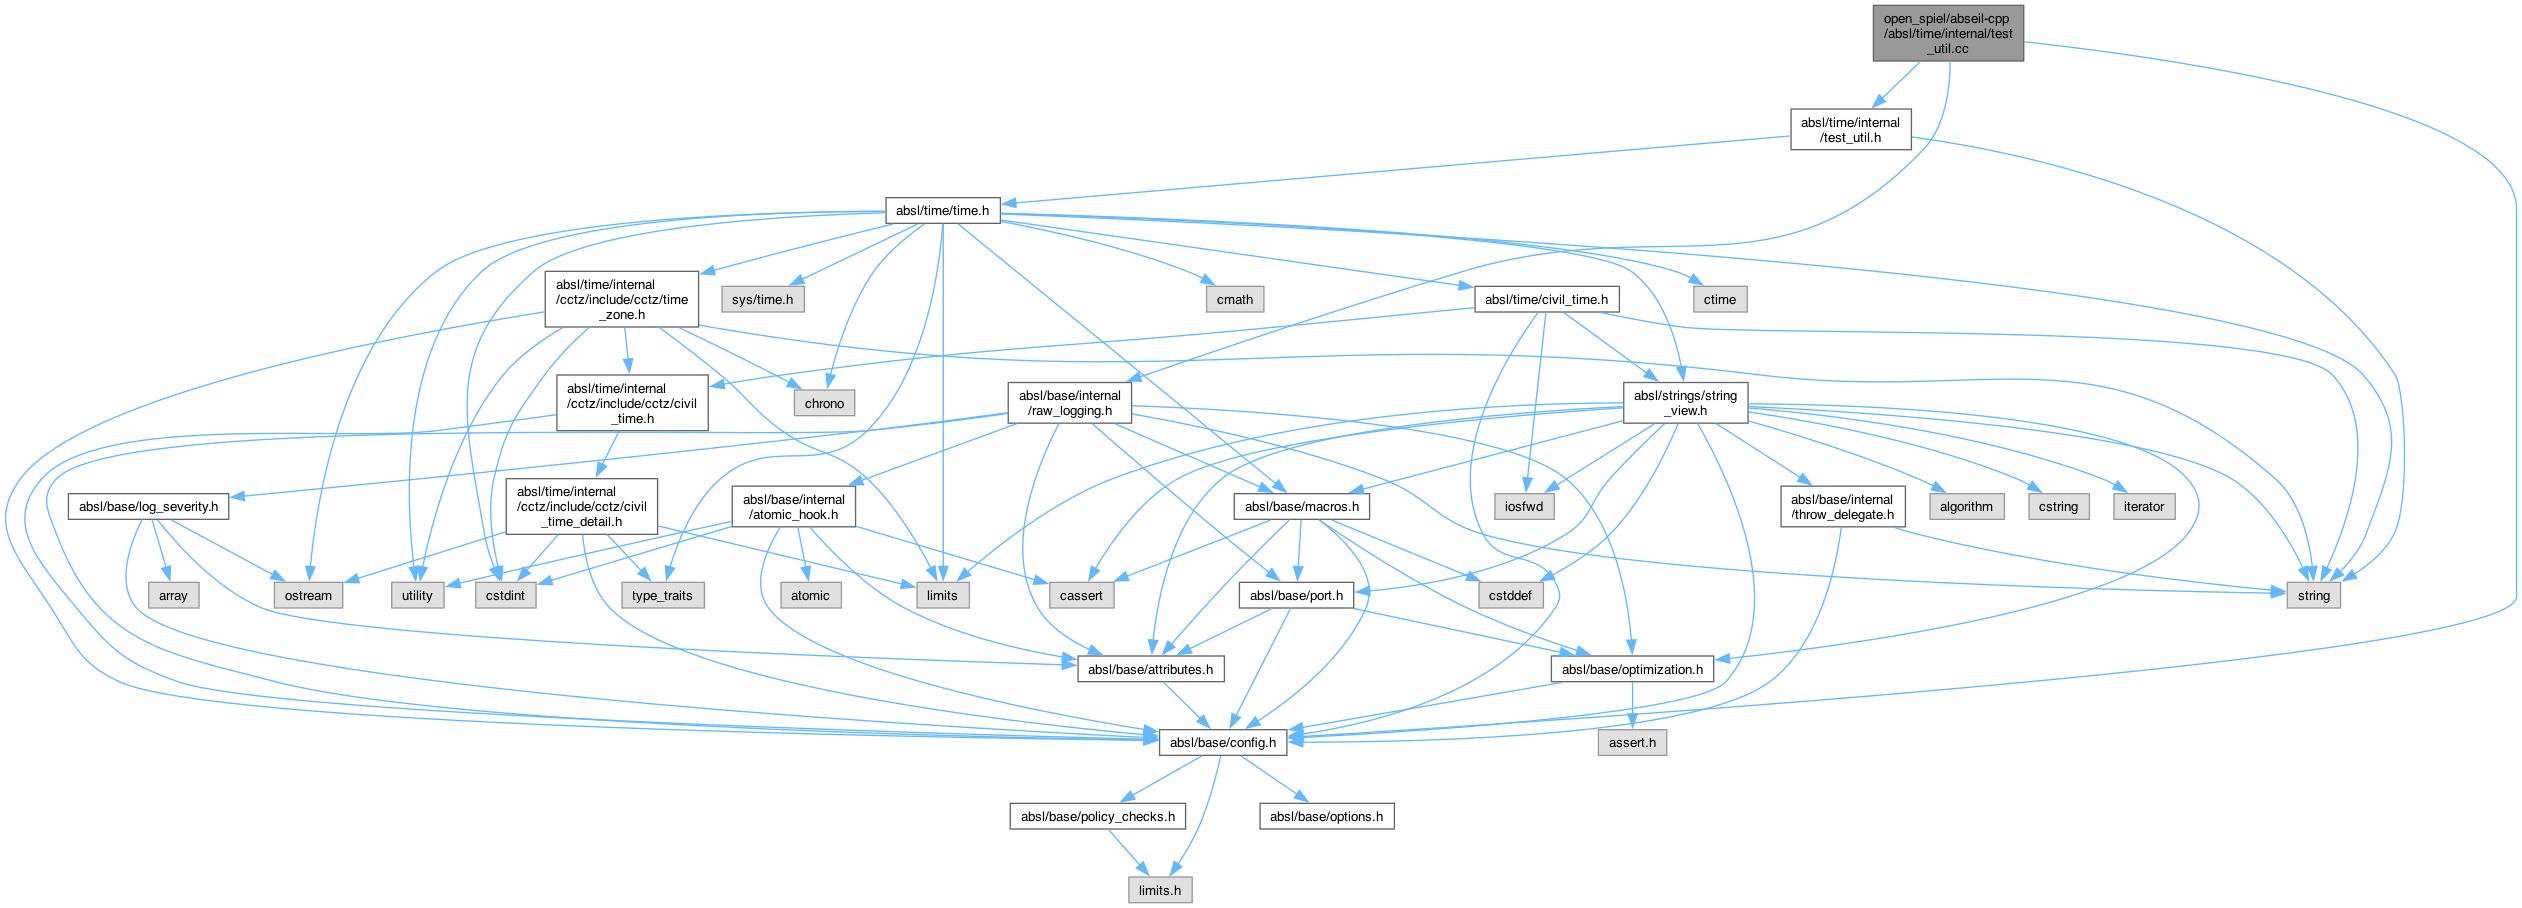 open_spiel/abseil-cpp
/absl/time/internal/test
_util.cc
absl/time/internal
/test_util.h
absl/time/time.h
absl/time/internal
/cctz/include/cctz/time
_zone.h
sys/time.h
cmath
absl/time/civil_time.h
ctime
absl/time/internal
/cctz/include/cctz/civil
_time.h
chrono
absl/base/internal
/raw_logging.h
absl/strings/string
_view.h
absl/base/log_severity.h
absl/time/internal
/cctz/include/cctz/civil
_time_detail.h
absl/base/internal
/atomic_hook.h
absl/base/macros.h
iosfwd
absl/base/internal
/throw_delegate.h
algorithm
cstring
iterator
array
ostream
utility
cstdint
type_traits
atomic
limits
cassert
absl/base/port.h
cstddef
string
absl/base/attributes.h
absl/base/optimization.h
absl/base/config.h
assert.h
absl/base/policy_checks.h
absl/base/options.h
limits.h